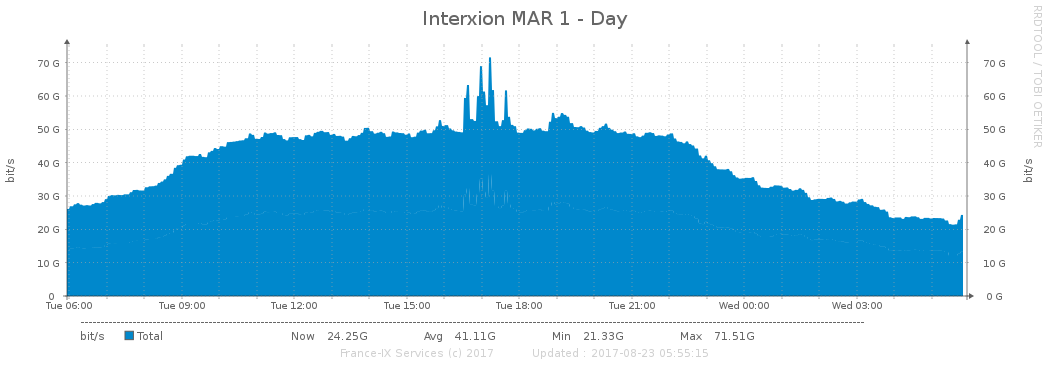 Interxion MAR 1 - Day
RRDTOOL / TOBI OETIKER
bit/s
bit/s
70 G 70 G
60 G 60 G
50 G 50 G
40 G 40 G
30 G 30 G
20 G 20 G
10 G 10 G
0 0 G
Tue 06:00 Tue 09:00 Tue 12:00 Tue 15:00 Tue 18:00 Tue 21:00 Wed 00:00 Wed 03:00
bit/s Total Now 24.25G Avg 41.11G Min 21.33G Max 71.51G
France-IX Services (c) 2017 Updated : 2017-08-23 05:55:15